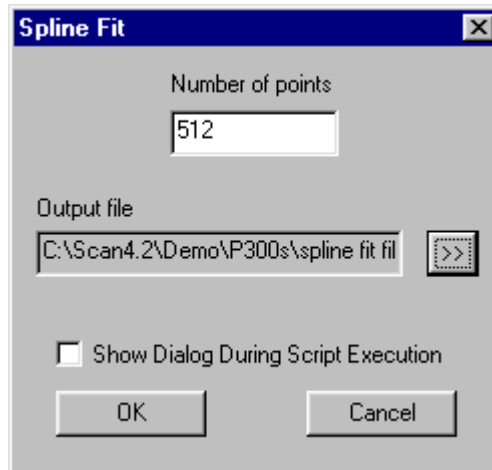 Spline Fit
Number of points
512
Output file
C:\Scan4.2\Demo\P300s\spline fit fil
>>
Show Dialog During Script Execution
OK Cancel